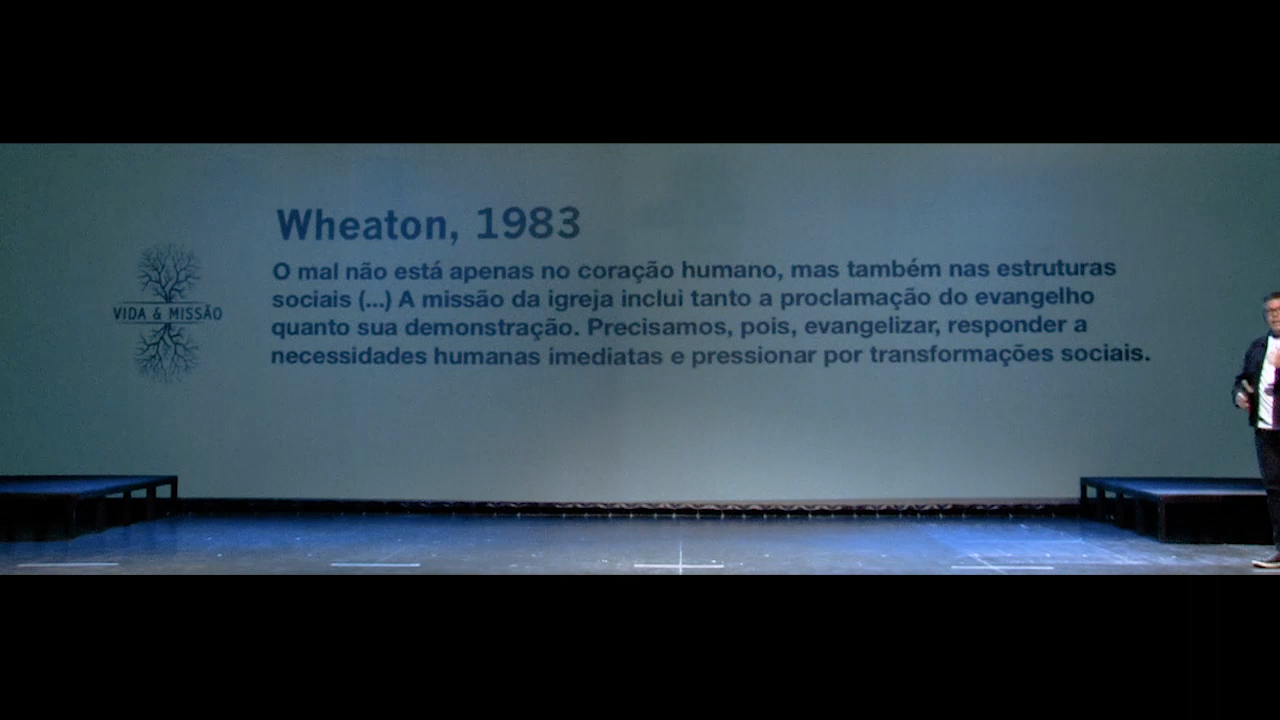 Wheaton, 1983
O mal não está apenas no coração humano, mas também nas estruturas
sociais (...) A missão da igreja inclui tanto a proclamação do evangelho
quanto sua demonstração. Precisamos, pois, evangelizar, responder a
necessidades humanas imediatas e pressionar por transformações sociais.
VIDA & MISSÃO